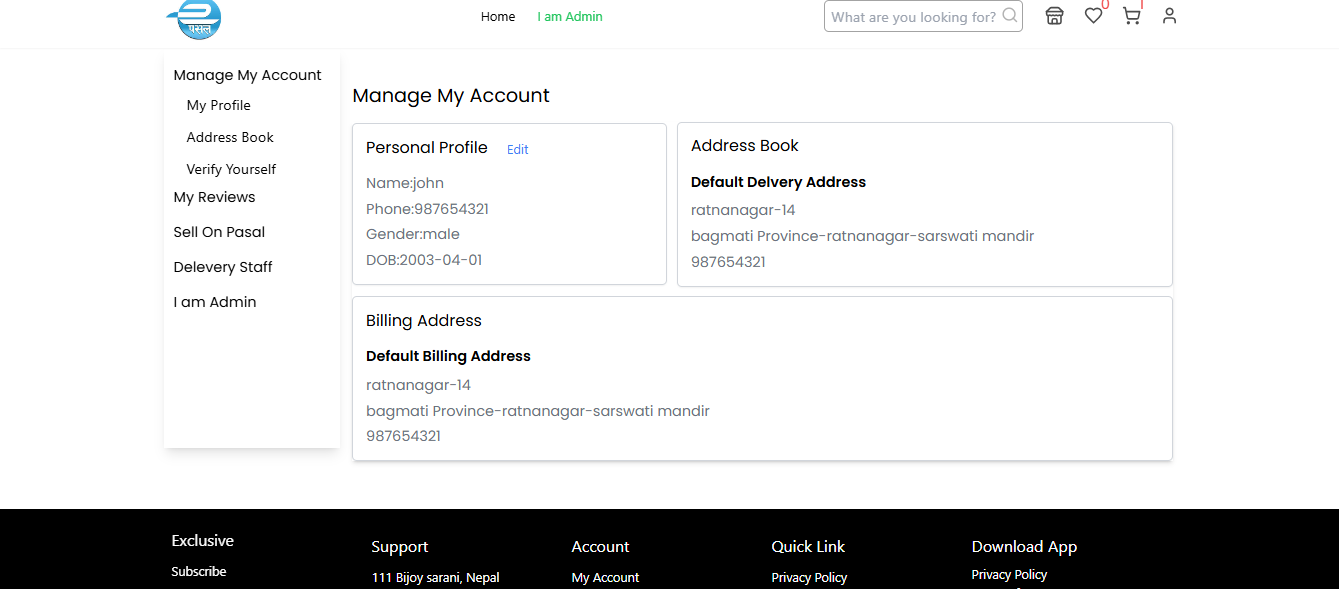 पसल
Home I am Admin What are you looking for? 0
Manage My Account
My Profile
Address Book
Verify Yourself
My Reviews
Sell On Pasal
Delevery Staff
I am Admin
Manage My Account
Personal Profile Edit
Name:john
Phone:987654321
Gender:male
DOB:2003-04-01
Address Book
Default Delvery Address
ratnanagar-14
bagmati Province-ratnanagar-sarswati mandir
987654321
Billing Address
Default Billing Address
ratnanagar-14
bagmati Province-ratnanagar-sarswati mandir
987654321
Exclusive
Subscribe
Support
111 Bijoy sarani, Nepal
Account
My Account
Quick Link
Privacy Policy
Download App
Privacy Policy